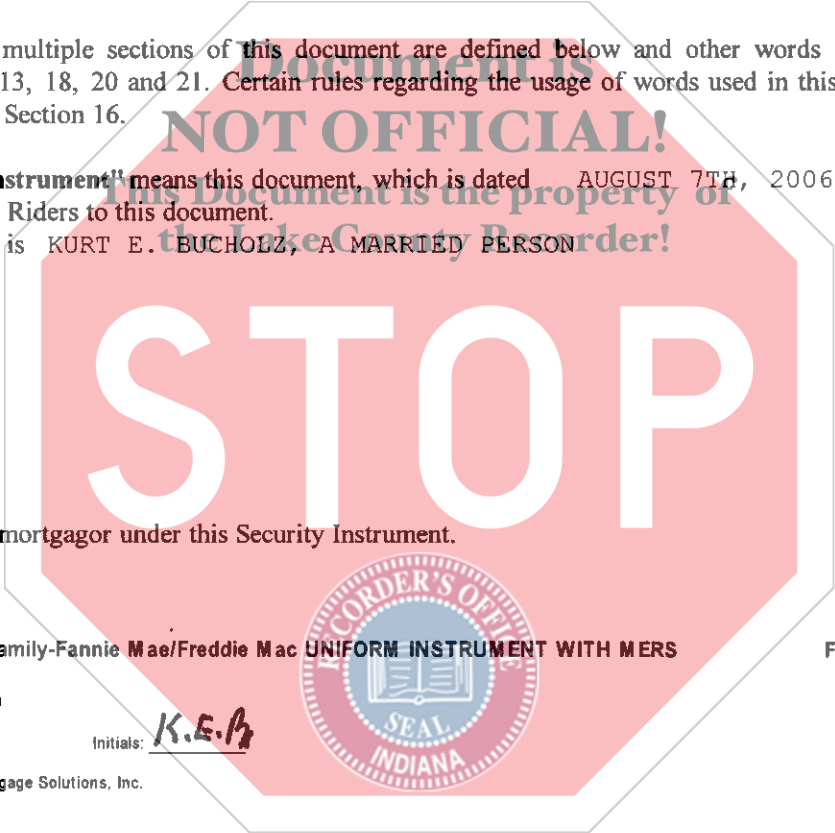 multiple sections of this document are defined below and other words
Document is
13, 18, 20 and 21. Certain rules regarding the usage of words used in this
Section 16.
NOT OFFICIAL!
strument" means this document, which is dated AUGUST 7TH, 2006
This Document is the property of
Riders to this document.
is KURT E. BUCHOLZ, A MARRIED PERSON
the Lake County Recorder!
STOP
mortgagor under this Security Instrument.
RECORDER'S OFFICE
SEAL
INDIANA
amily-Fannie Mae/Freddie Mac UNIFORM INSTRUMENT WITH MERS F
Initials: K.E.B
gage Solutions, Inc.